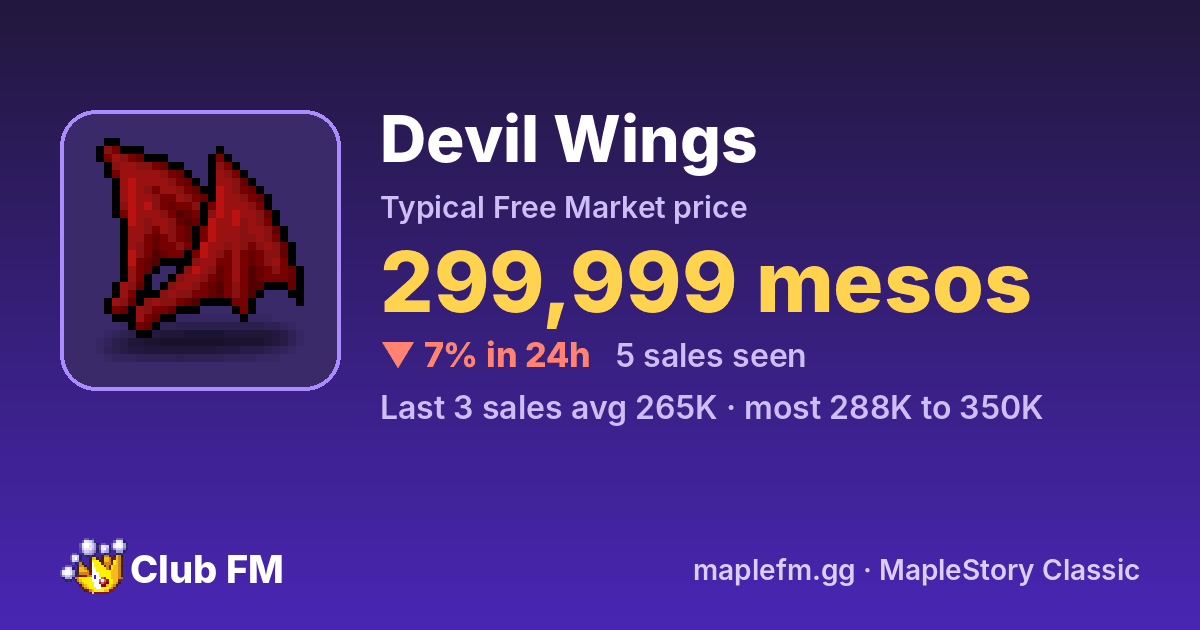 Devil Wings
Typical Free Market price
299,999 mesos
▼ 7% in 24h 5 sales seen
Last 3 sales avg 265K · most 288K to 350K
Club FM
maplefm.gg · MapleStory Classic